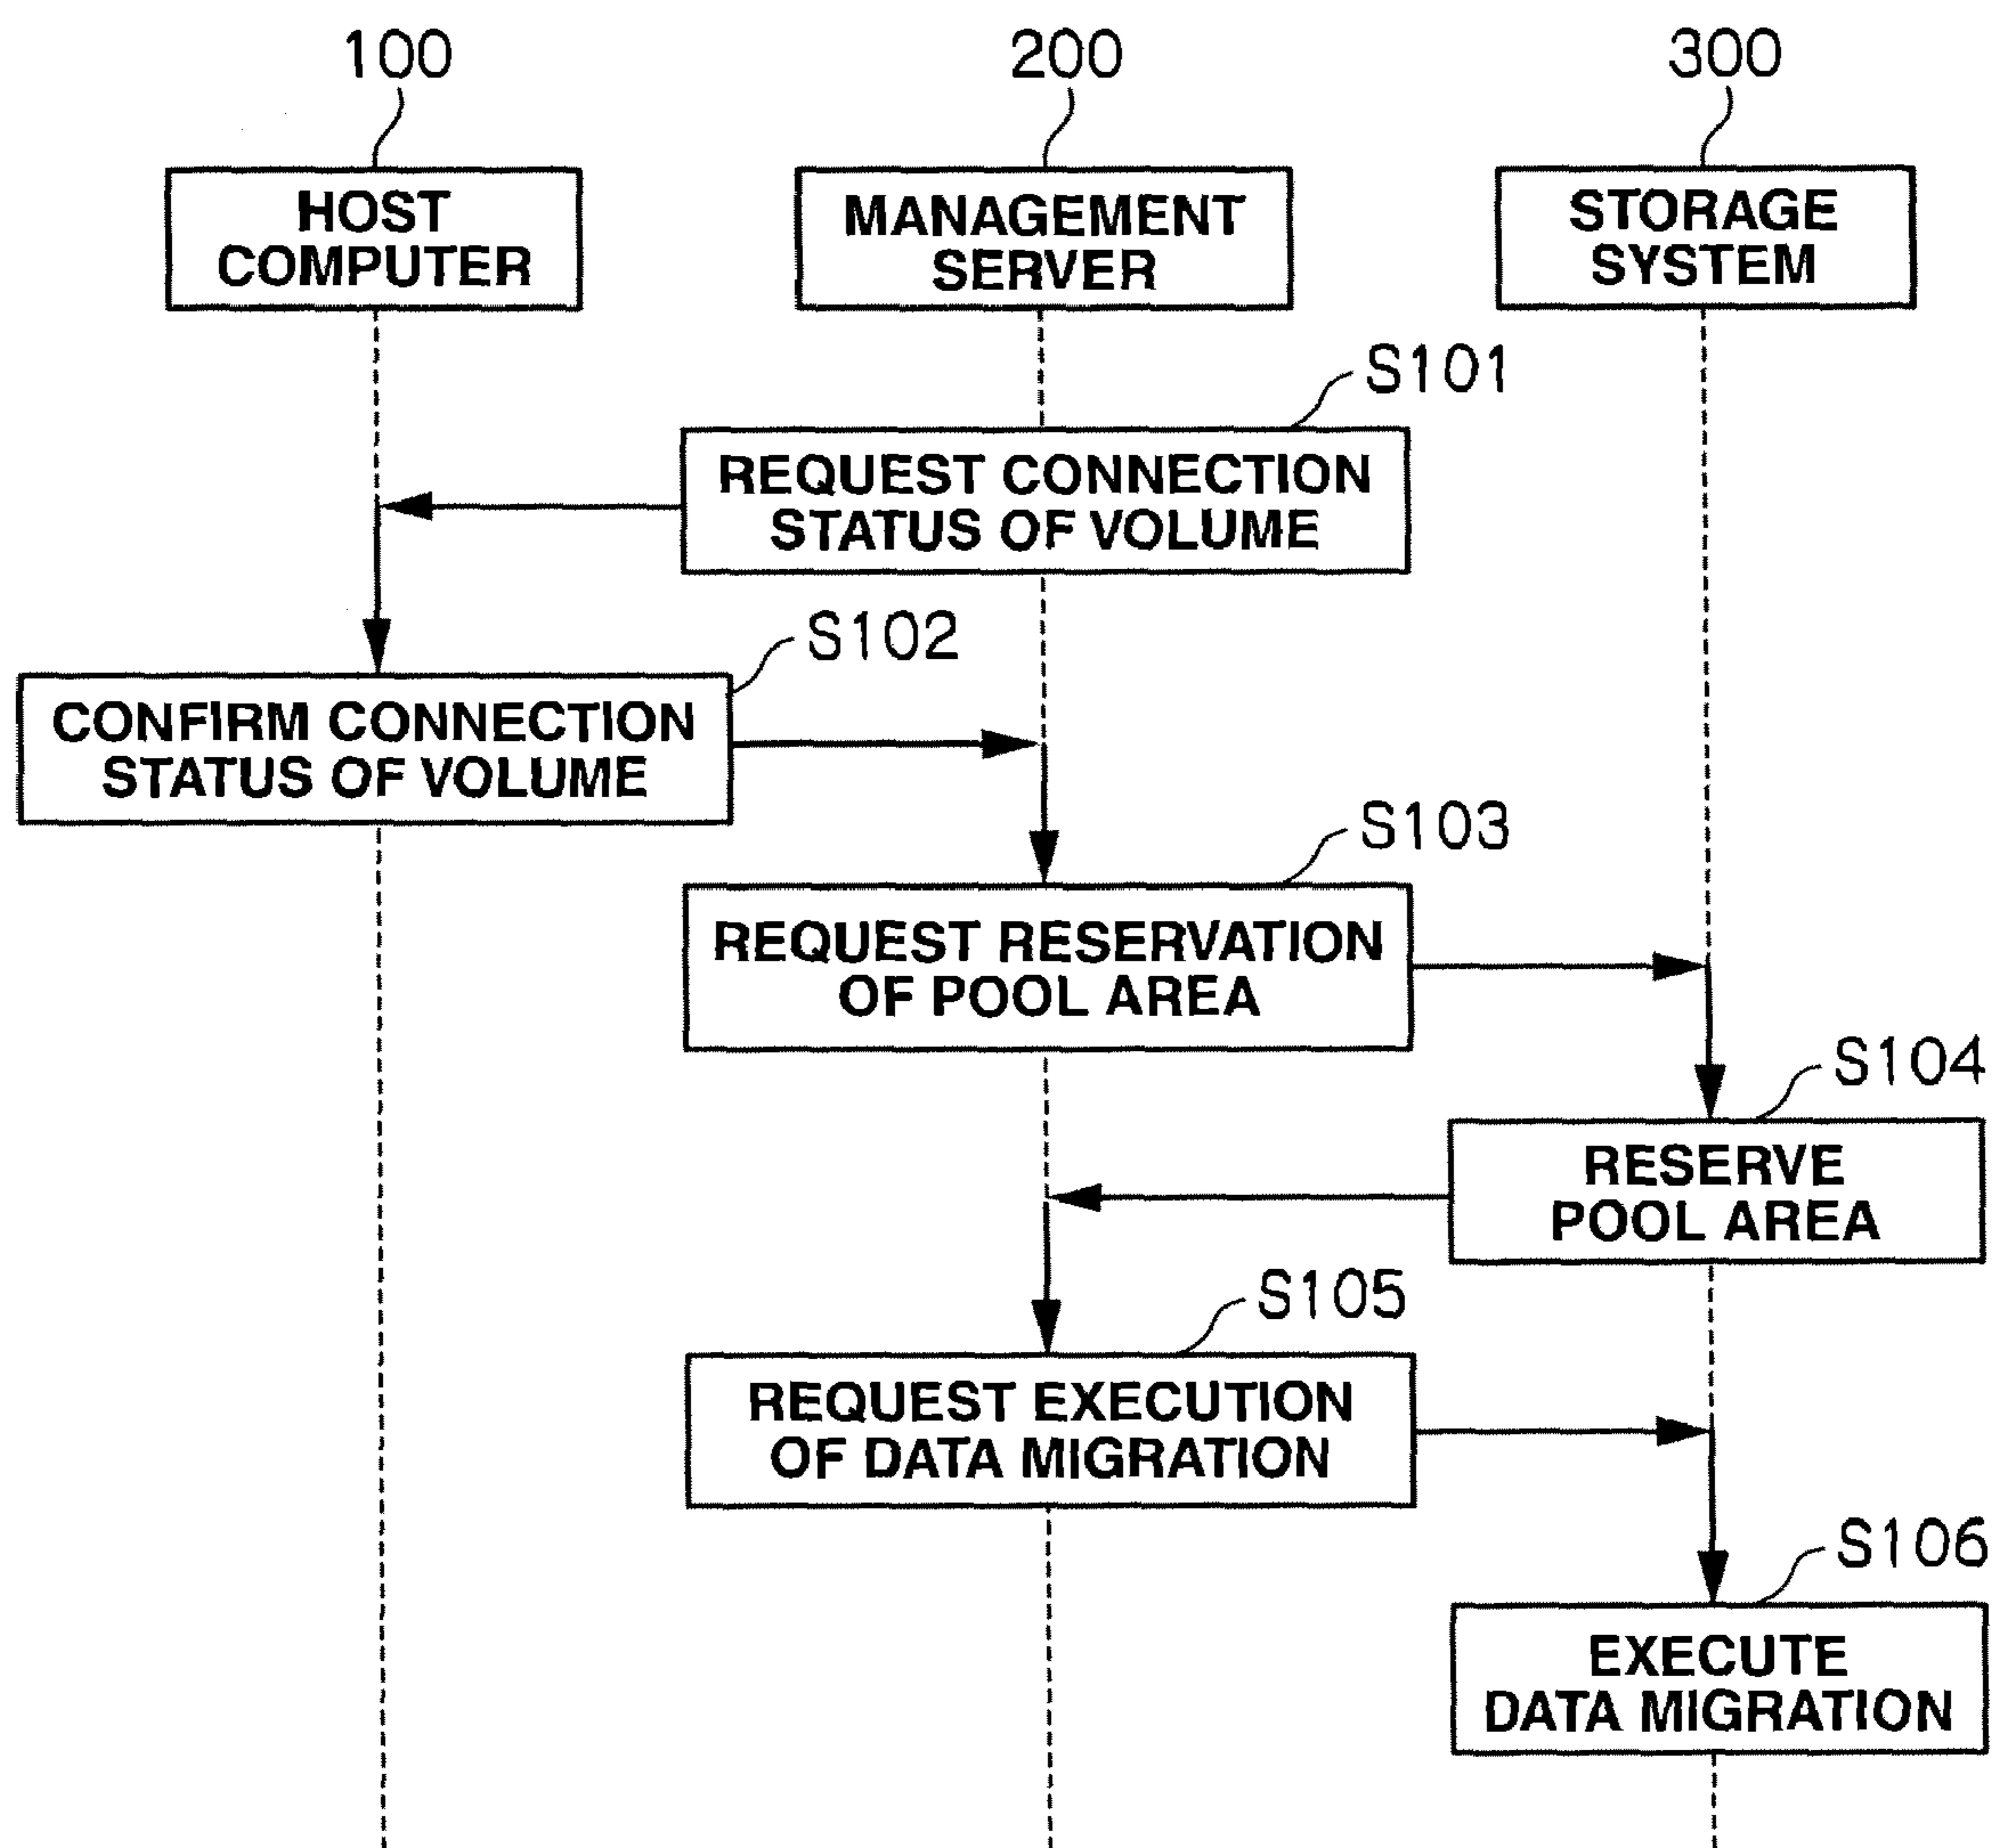 100
200
300
HOST
COMPUTER
MANAGEMENT
SERVER
STORAGE
SYSTEM
S101
REQUEST CONNECTION
STATUS OF VOLUME
S102
CONFIRM CONNECTION
STATUS OF VOLUME
S103
REQUEST RESERVATION
OF POOL AREA
S104
RESERVE
POOL AREA
S105
REQUEST EXECUTION
OF DATA MIGRATION
S106
EXECUTE
DATA MIGRATION